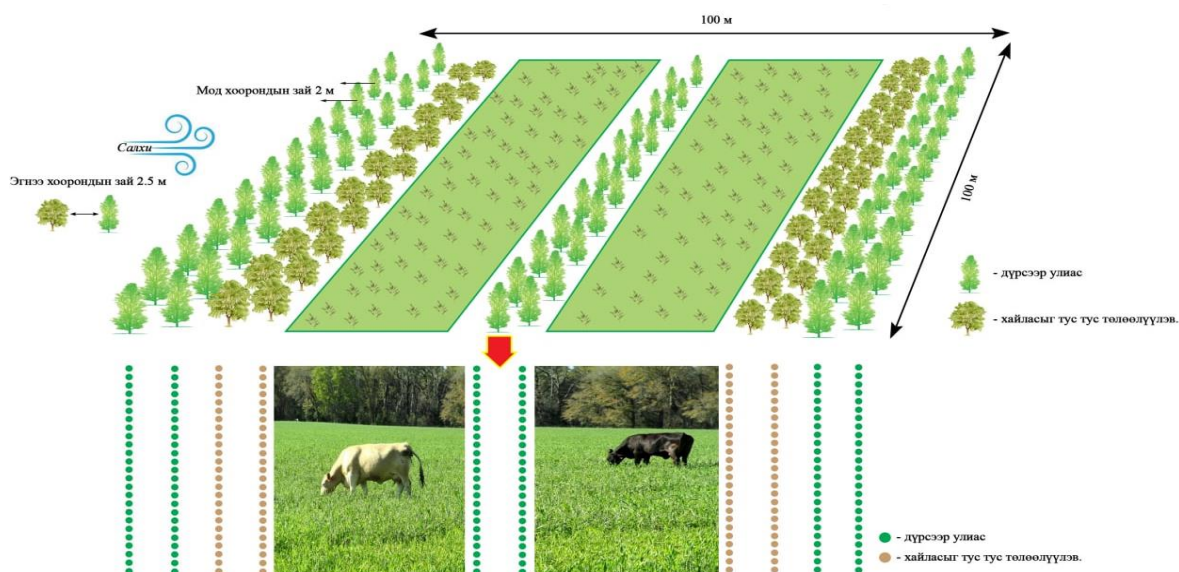 100 м
Мод хоорондын зай 2 м
Салхи
Эгнээ хоорондын зай 2.5 м
100 м
- дүрсээр улиас
- хайласыг тус тус төлөөлүүлэв.
- дүрсээр улиас
- хайласыг тус тус төлөөлүүлэв.